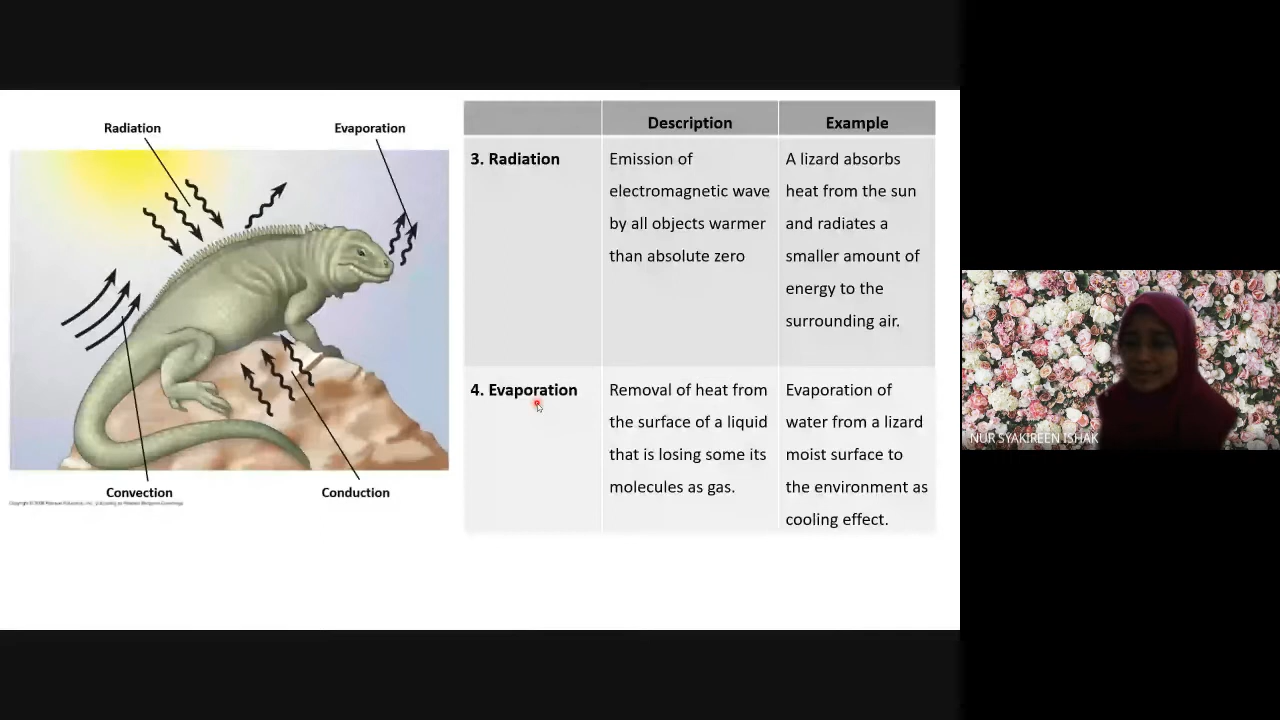 Radiation
Evaporation
Convection
Conduction
Description
Example
3. Radiation
Emission of
electromagnetic wave
by all objects warmer
than absolute zero
A lizard absorbs
heat from the sun
and radiates a
smaller amount of
energy to the
surrounding air.
4. Evaporation
Removal of heat from
the surface of a liquid
that is losing some its
molecules as gas.
Evaporation of
water from a lizard
moist surface to
the environment as
cooling effect.
NUR SYAKIREEN ISHAK